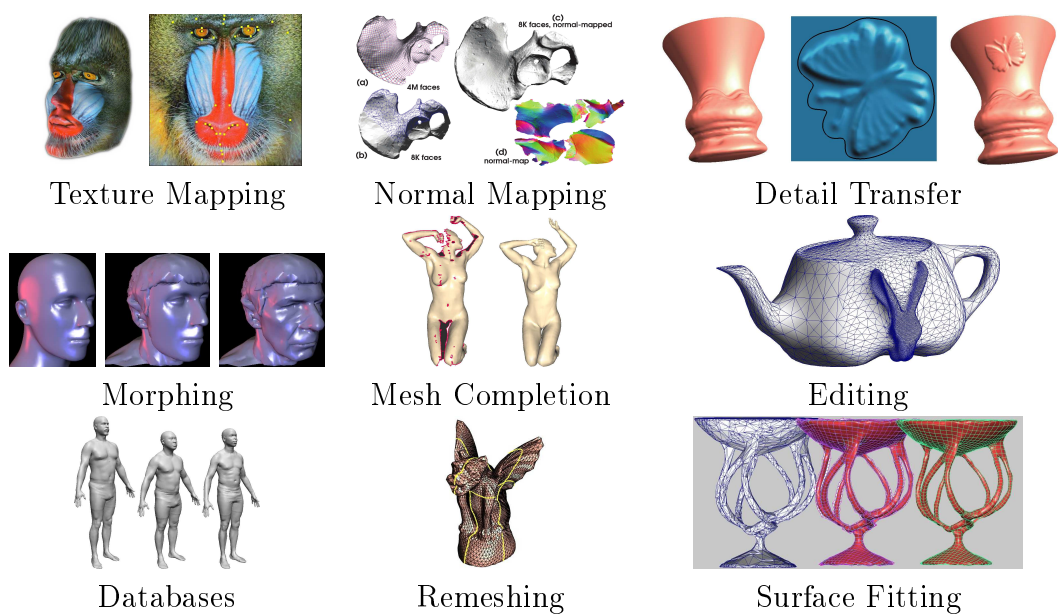 (c)
8K faces, normal-mapped
(a)
4M faces
(b)
8K faces
(d)
normal-map
Texture Mapping
Normal Mapping
Detail Transfer
Morphing
Mesh Completion
Editing
Databases
Remeshing
Surface Fitting